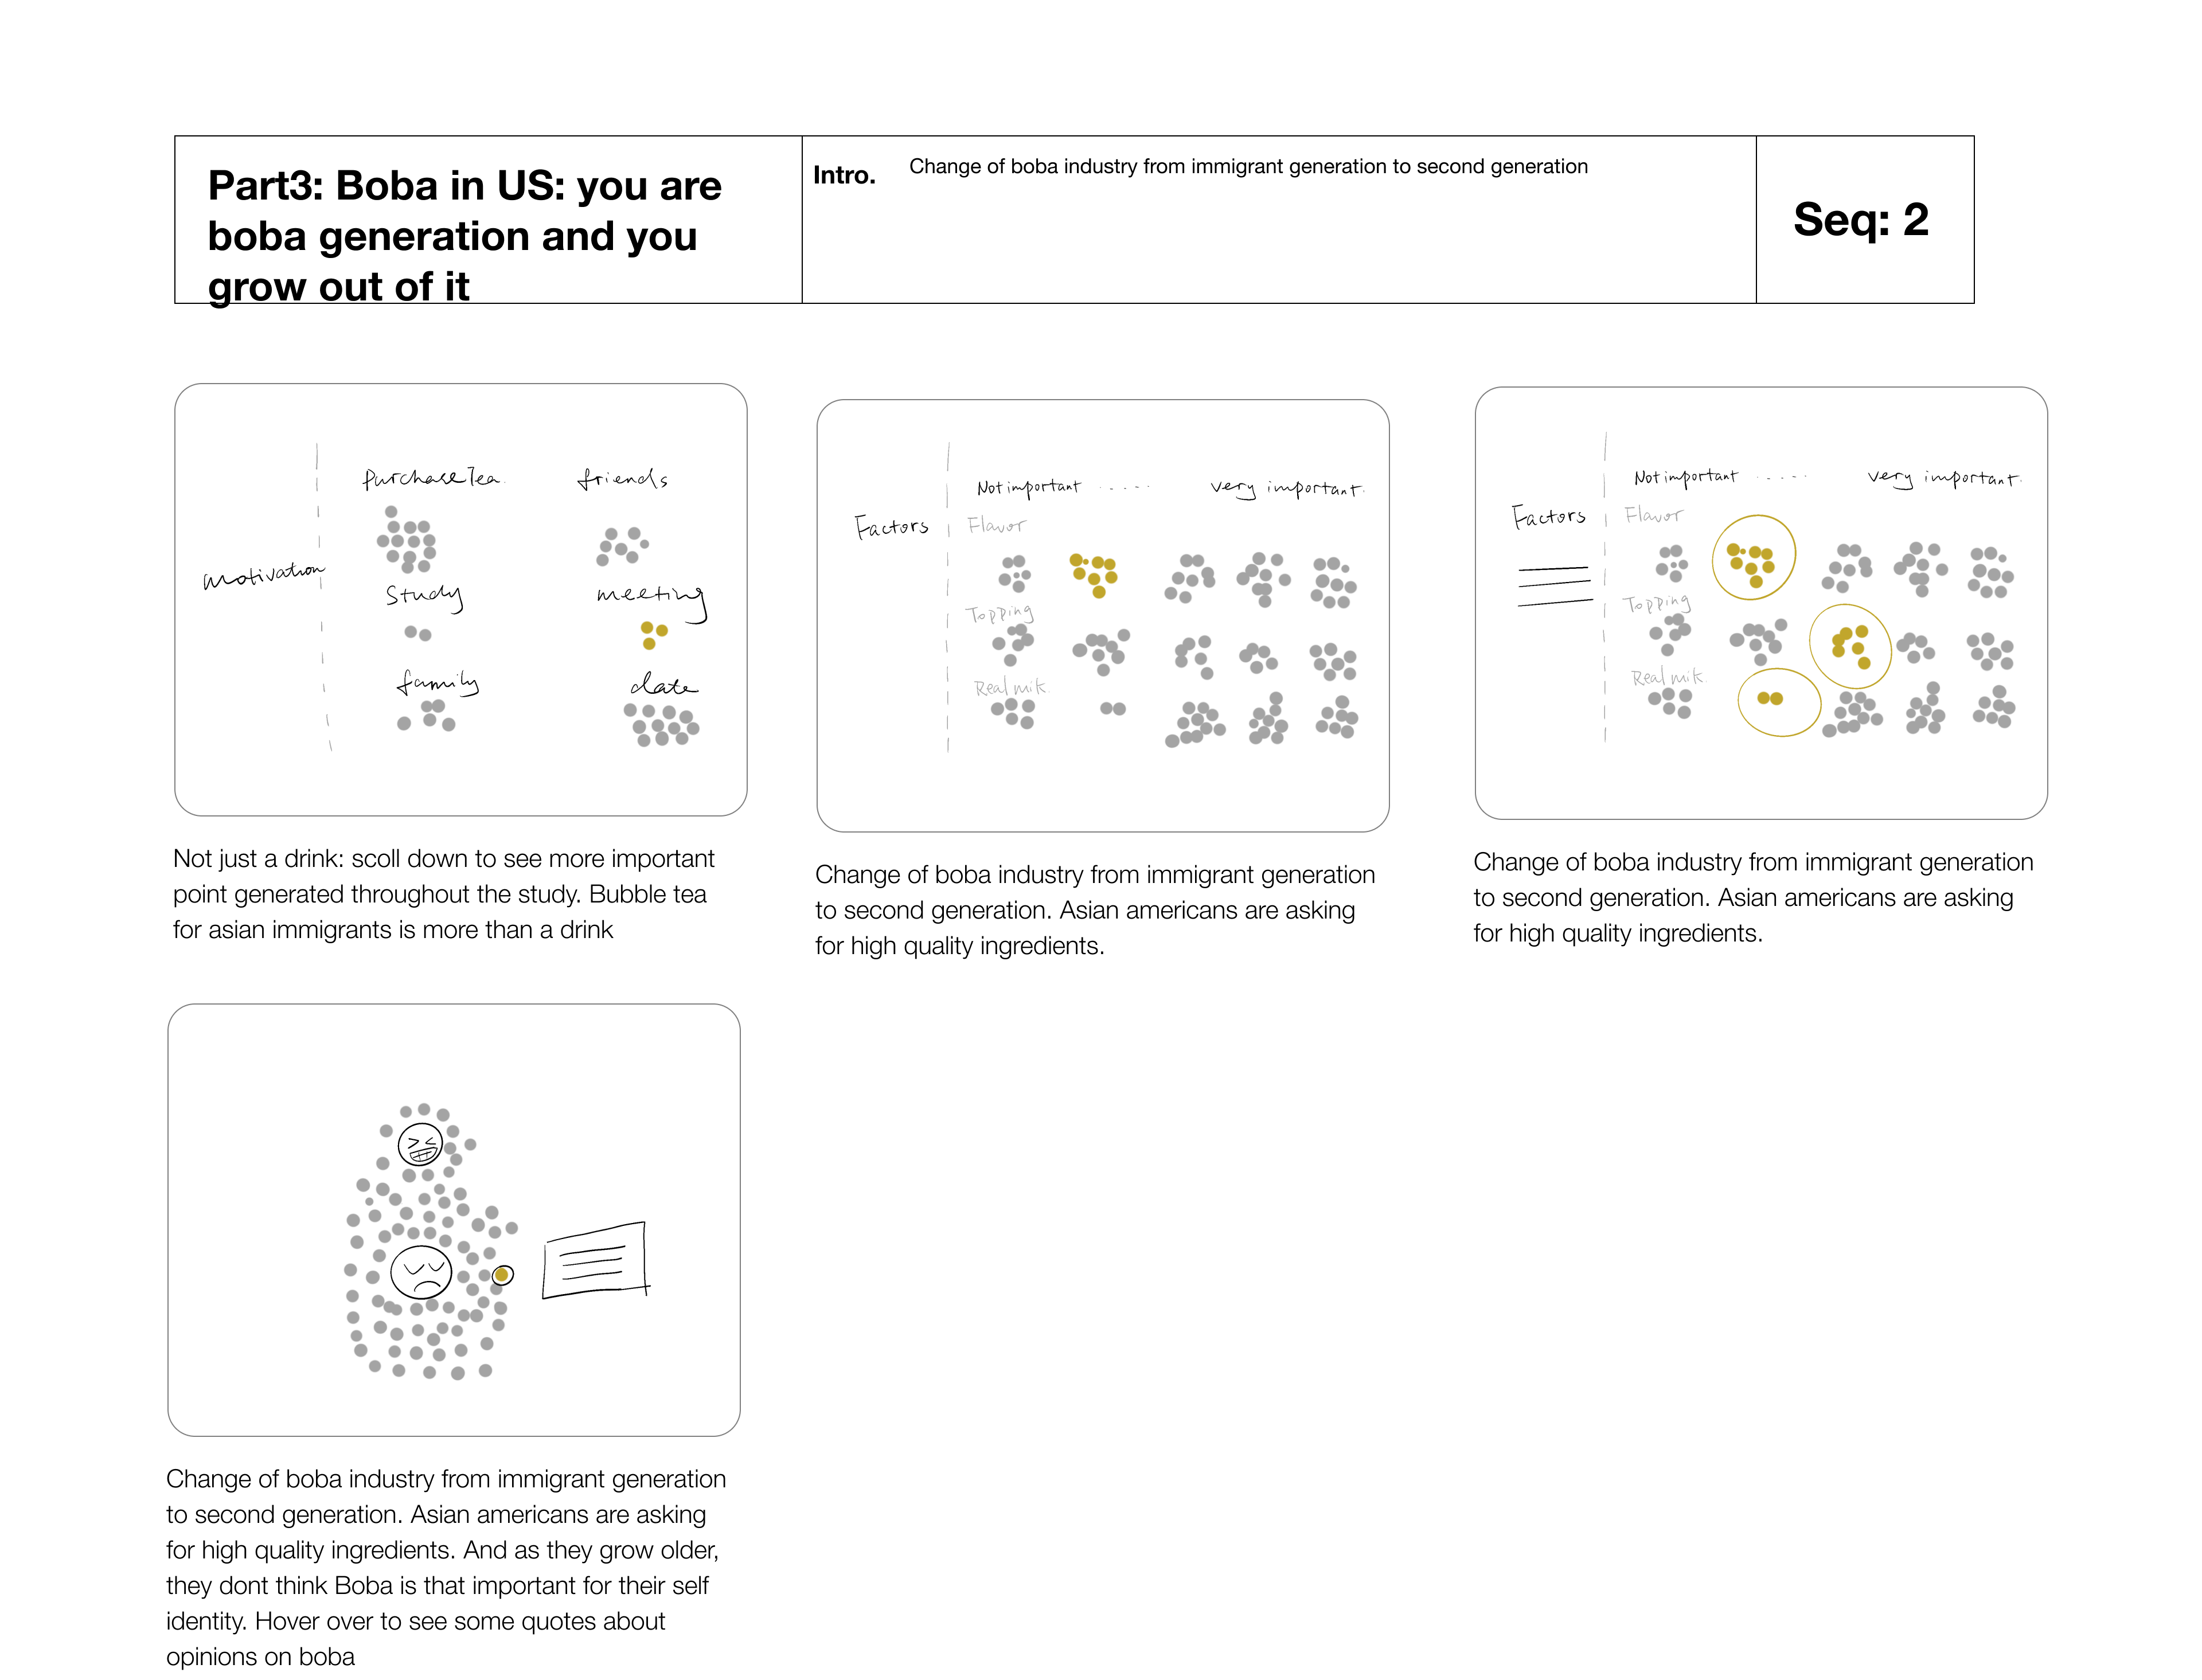 Part3: Boba in US: you are
boba generation and you
grow out of it
Intro.
Change of boba industry from immigrant generation to second generation
Seq: 2
PurchaseTea.
friends
motivation
Study
meeting
family
date
Not just a drink: scoll down to see more important
point generated throughout the study. Bubble tea
for asian immigrants is more than a drink
Not important ----- very important.
Factors
Flavor
Topping
Real mik.
Change of boba industry from immigrant generation
to second generation. Asian americans are asking
for high quality ingredients.
Not important ----- very important.
Factors
Flavor
Topping
Real mik.
Change of boba industry from immigrant generation
to second generation. Asian americans are asking
for high quality ingredients.
Change of boba industry from immigrant generation
to second generation. Asian americans are asking
for high quality ingredients. And as they grow older,
they dont think Boba is that important for their self
identity. Hover over to see some quotes about
opinions on boba